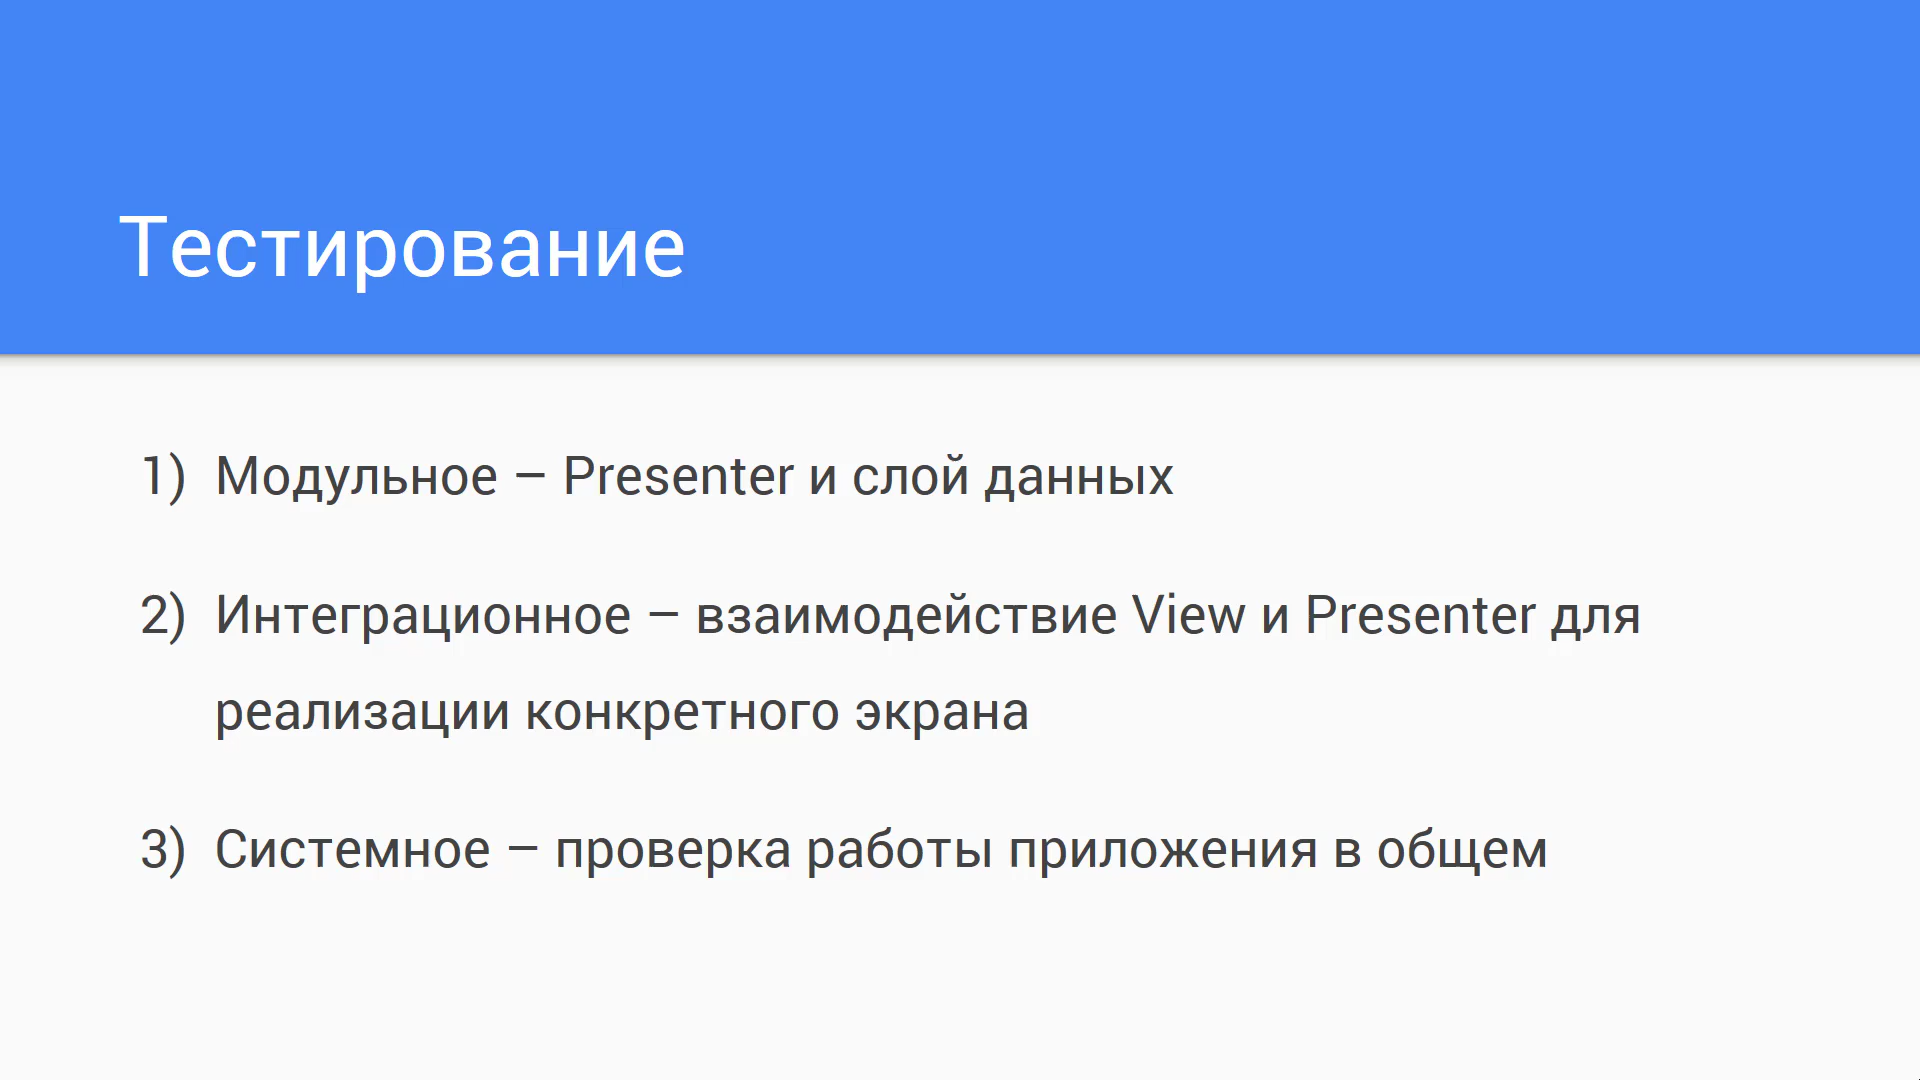 Тестирование
1) Модульное – Presenter и слой данных
2) Интеграционное – взаимодействие View и Presenter для
реализации конкретного экрана
3) Системное – проверка работы приложения в общем